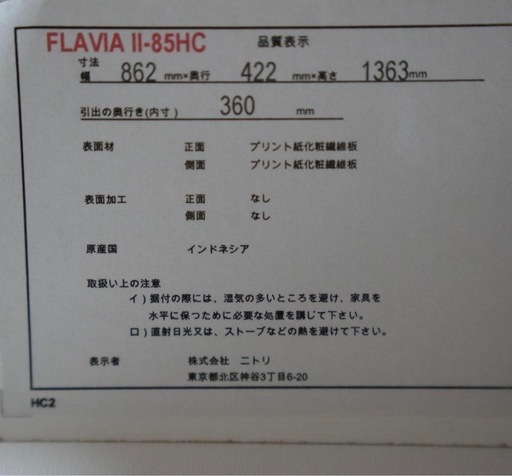 FLAVIA II-85HC 品質表示
寸法
幅 862 mm×奥行 422 mm×高さ 1363mm
引出の奥行き(内寸) 360 mm
表面材 正面 プリント紙化粧繊維板
側面 プリント紙化粧繊維板
表面加工 正面 なし
側面 なし
原産国 インドネシア
取扱い上の注意
イ）据付の際には、湿気の多いところを避け、家具を
水平に保つために必要な処置を講じて下さい。
ロ）直射日光又は、ストーブなどの熱を避けて下さい。
表示者 株式会社 ニトリ
東京都北区神谷3丁目6-20
HC2